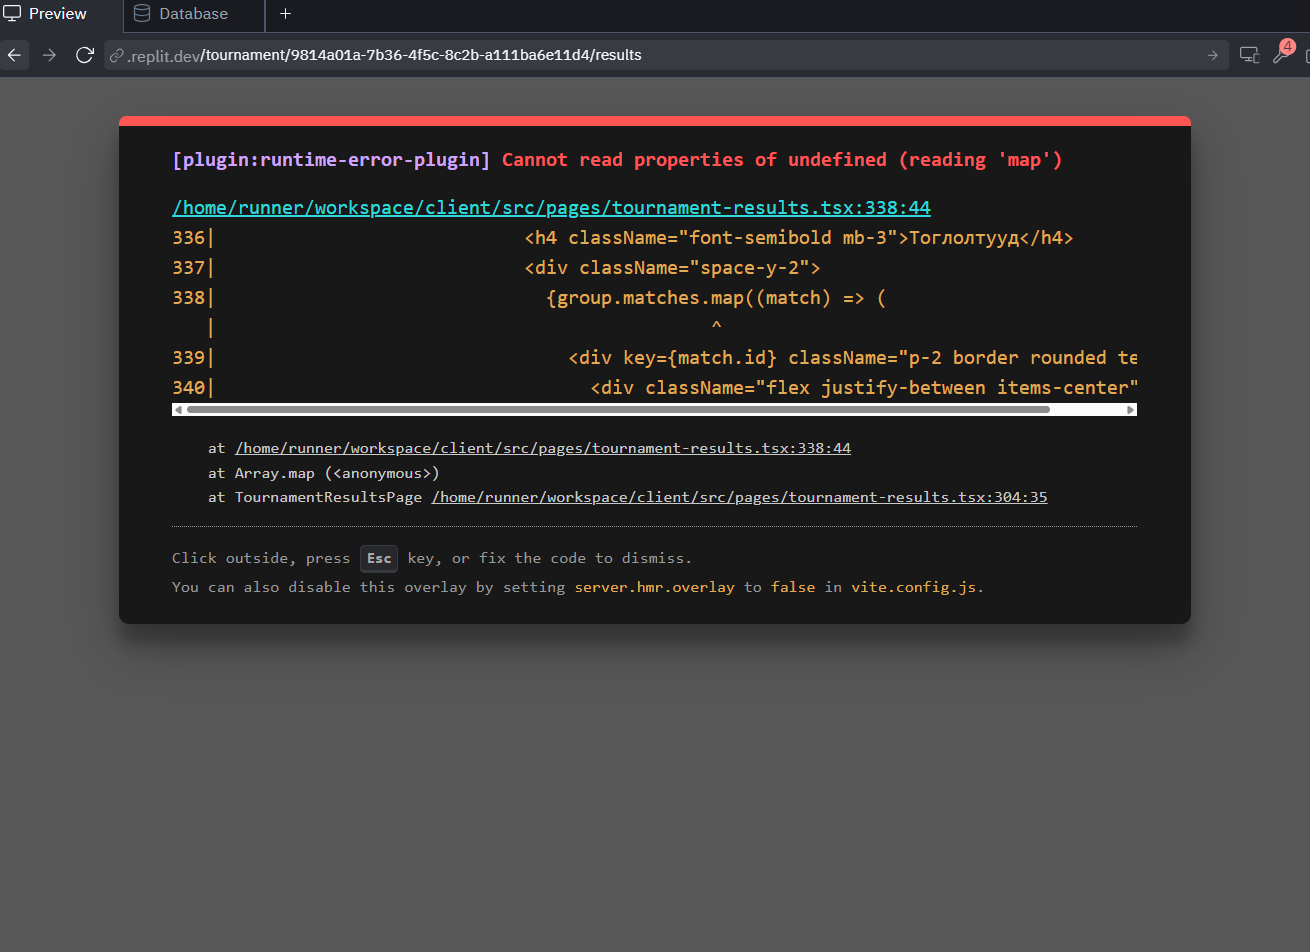 Preview
Database
+
.replit.dev/tournament/9814a01a-7b36-4f5c-8c2b-a111ba6e11d4/results
4
[plugin:runtime-error-plugin] Cannot read properties of undefined (reading 'map')
/home/runner/workspace/client/src/pages/tournament-results.tsx:338:44
336| <h4 className="font-semibold mb-3">Тоглолтууд</h4>
337| <div className="space-y-2">
338| {group.matches.map((match) => (
| ^
339| <div key={match.id} className="p-2 border rounded te
340| <div className="flex justify-between items-center"
at /home/runner/workspace/client/src/pages/tournament-results.tsx:338:44
at Array.map (<anonymous>)
at TournamentResultsPage /home/runner/workspace/client/src/pages/tournament-results.tsx:304:35
Click outside, press Esc key, or fix the code to dismiss.
You can also disable this overlay by setting server.hmr.overlay to false in vite.config.js.